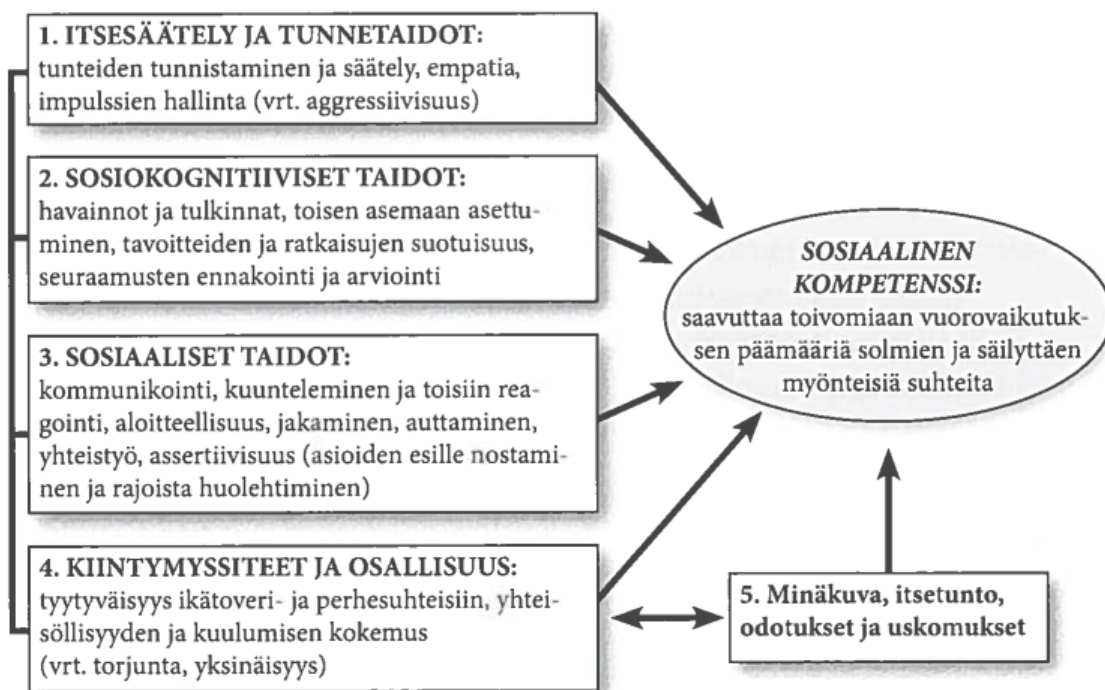 1. ITSESÄÄTELY JA TUNNETAIDOT:
tunteiden tunnistaminen ja säätely, empatia,
impulssien hallinta (vrt. aggressiivisuus)
2. SOSIOKOGNITIIVISET TAIDOT:
havainnot ja tulkinnat, toisen asemaan asettu-
minen, tavoitteiden ja ratkaisujen suotuisuus,
seuraamusten ennakointi ja arviointi
3. SOSIAALISET TAIDOT:
kommunikointi, kuunteleminen ja toisiin rea-
gointi, aloitteellisuus, jakaminen, auttaminen,
yhteistyö, assertiivisuus (asioiden esille nostami-
nen ja rajoista huolehtiminen)
4. KIINTYMYSSITEET JA OSALLISUUS:
tyytyväisyys ikätoveri- ja perhesuhteisiin, yhtei-
söllisyyden ja kuulumisen kokemus
(vrt. torjunta, yksinäisyys)
SOSIAALINEN
KOMPETENSSI:
saavuttaa toivomiaan vuorovaikutuk-
sen päämääriä solmien ja säilyttäen
myönteisiä suhteita
5. Minäkuva, itsetunto,
odotukset ja uskomukset